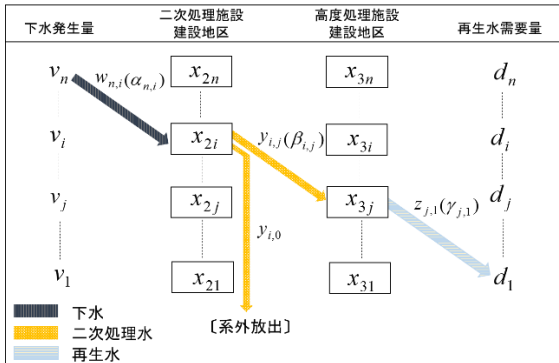 下水発生量 二次処理施設 建設地区 高度処理施設 建設地区 再生水需要量
v_n w_{n,i}(α_{n,i}) x_{2n} x_{3n} d_n
v_i x_{2i} y_{i,j}(β_{i,j}) x_{3i} d_i
v_j x_{2j} y_{i,0} x_{3j} z_{j,1}(γ_{j,1}) d_j
v_1 x_{21} x_{31} d_1
下水
二次処理水 〔系外放出〕
再生水